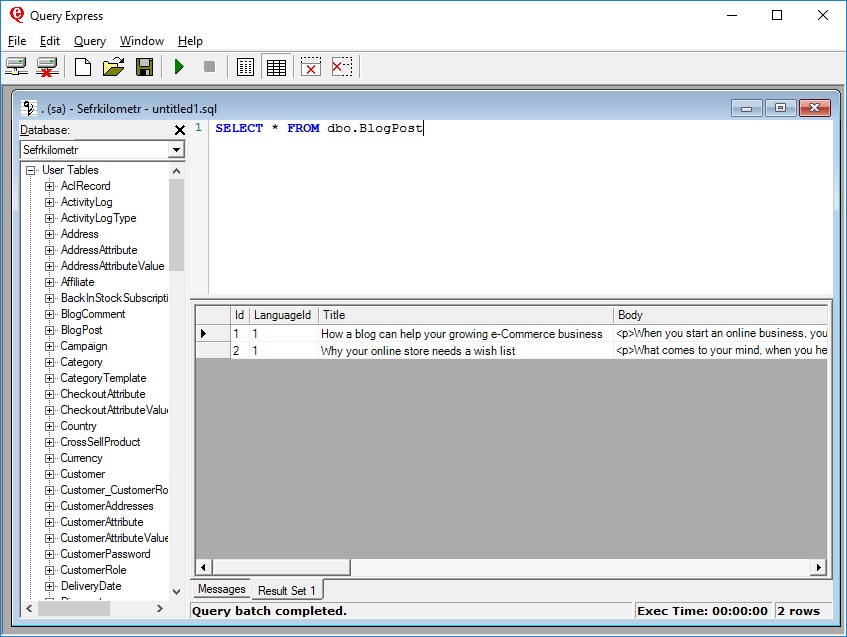 Query Express
File Edit Query Window Help
. (sa) - Sefrkilometr - untitled1.sql
Database:
Sefrkilometr
User Tables
AclRecord
ActivityLog
ActivityLogType
Address
AddressAttribute
AddressAttributeValue
Affiliate
BackInStockSubscripti
BlogComment
BlogPost
Campaign
Category
CategoryTemplate
CheckoutAttribute
CheckoutAttributeValu
Country
CrossSellProduct
Currency
Customer
Customer_CustomerRo
CustomerAddresses
CustomerAttribute
CustomerAttributeValue
CustomerPassword
CustomerRole
DeliveryDate
1 SELECT * FROM dbo.BlogPost
Id LanguageId Title Body
1 1 How a blog can help your growing e-Commerce business <p>When you start an online business, you
2 1 Why your online store needs a wish list <p>What comes to your mind, when you he
Messages Result Set 1
Query batch completed. Exec Time: 00:00:00 2 rows